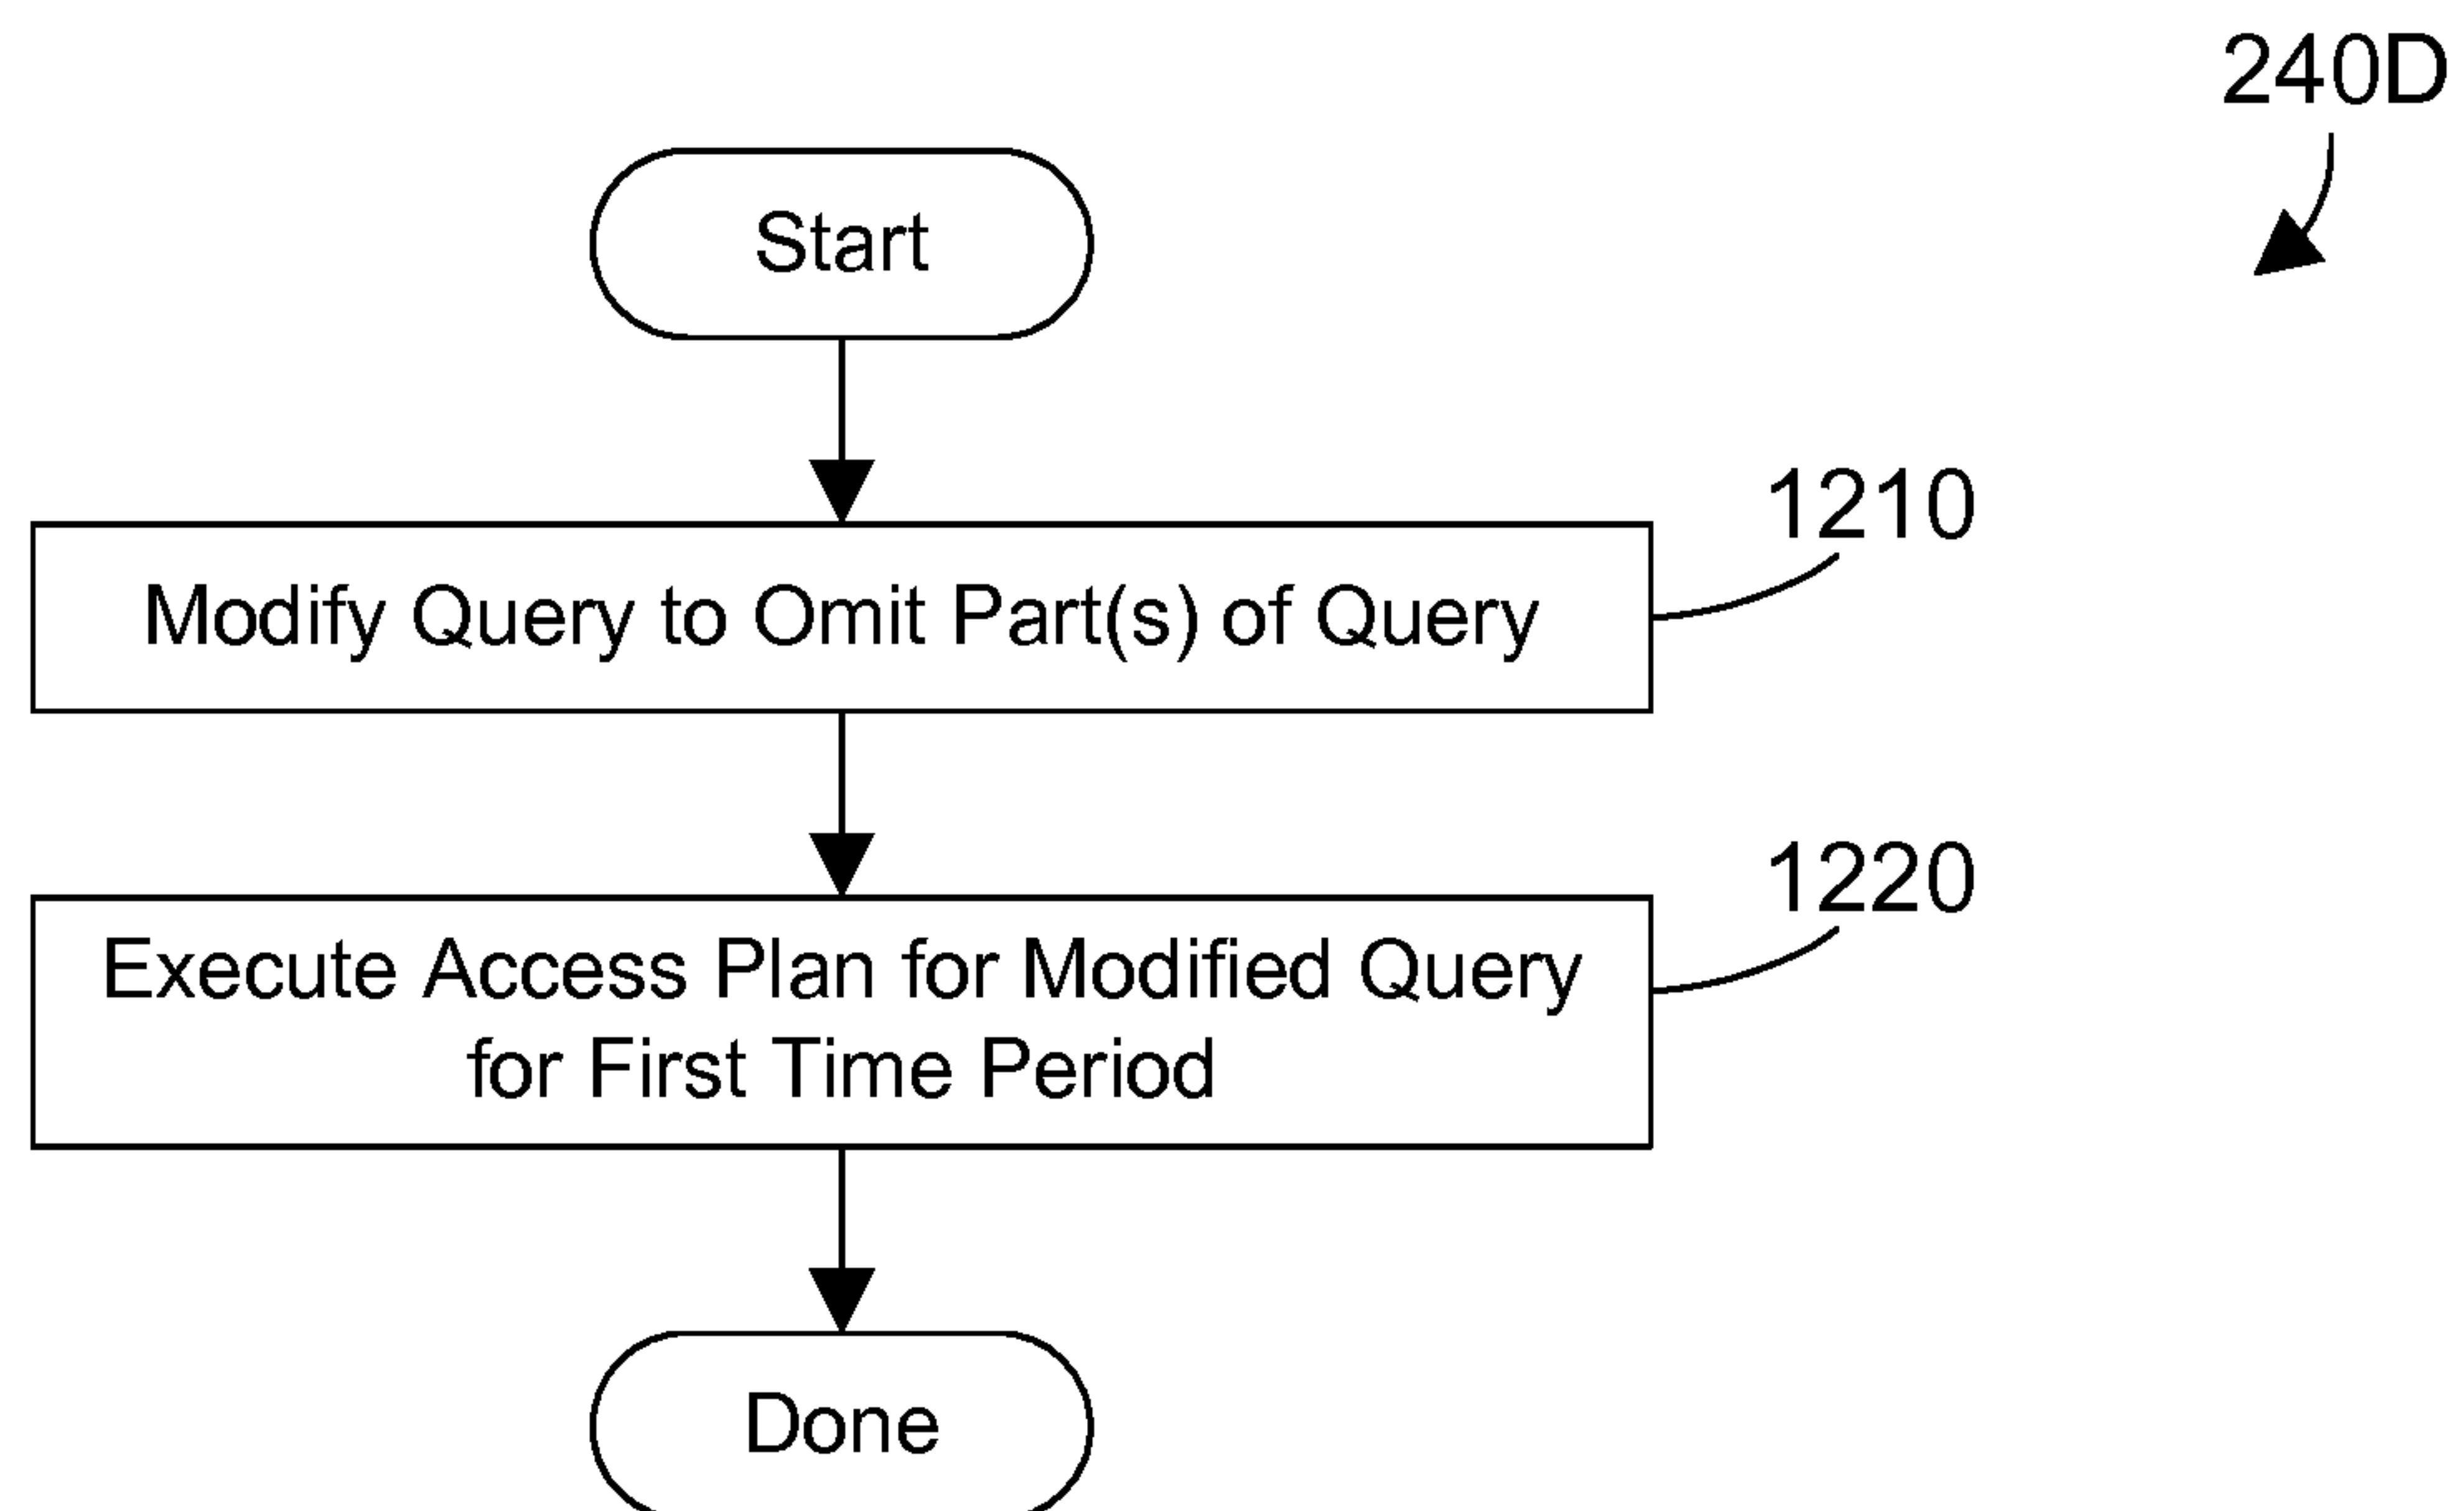 240D
Start
1210
Modify Query to Omit Part(s) of Query
1220
Execute Access Plan for Modified Query
for First Time Period
Done